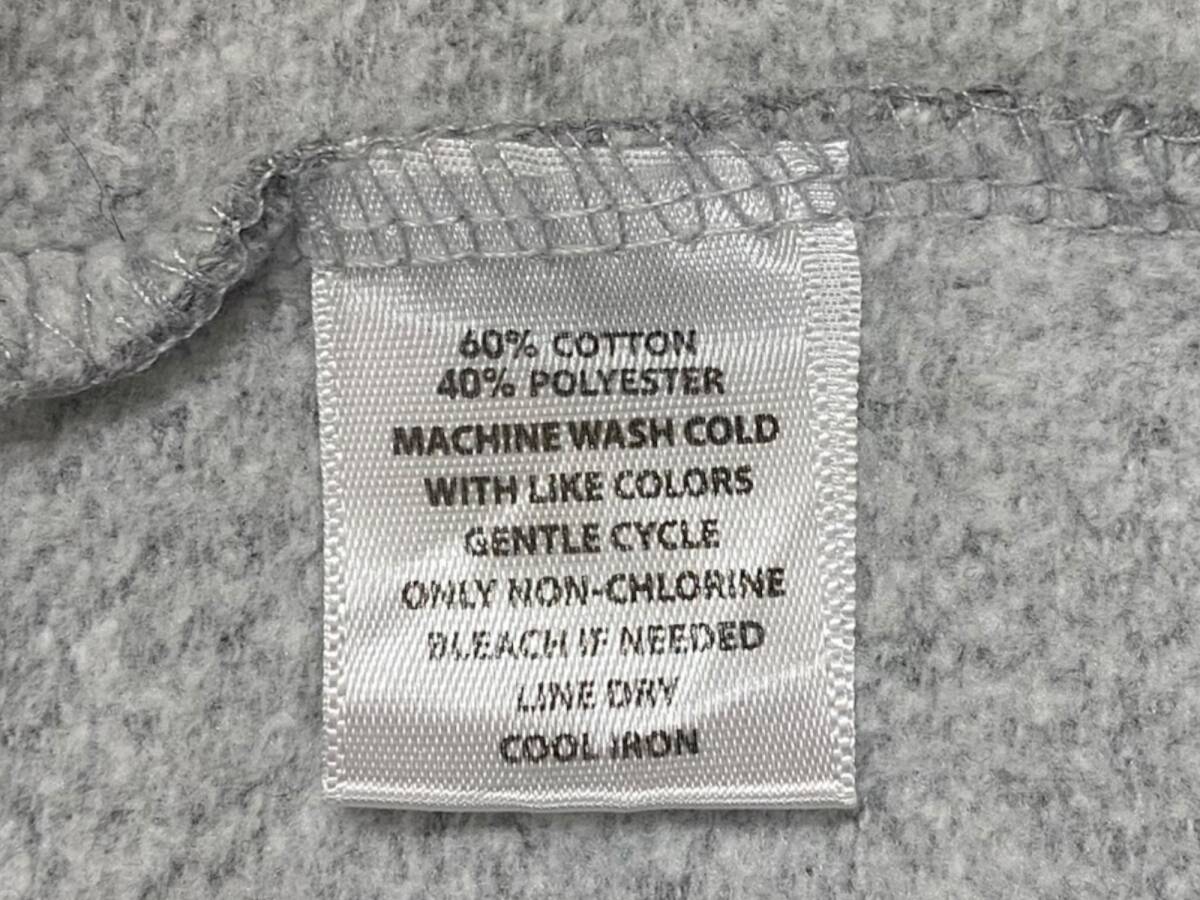 60% COTTON
40% POLYESTER
MACHINE WASH COLD
WITH LIKE COLORS
GENTLE CYCLE
ONLY NON-CHLORINE
BLEACH IF NEEDED
LINE DRY
COOL IRON